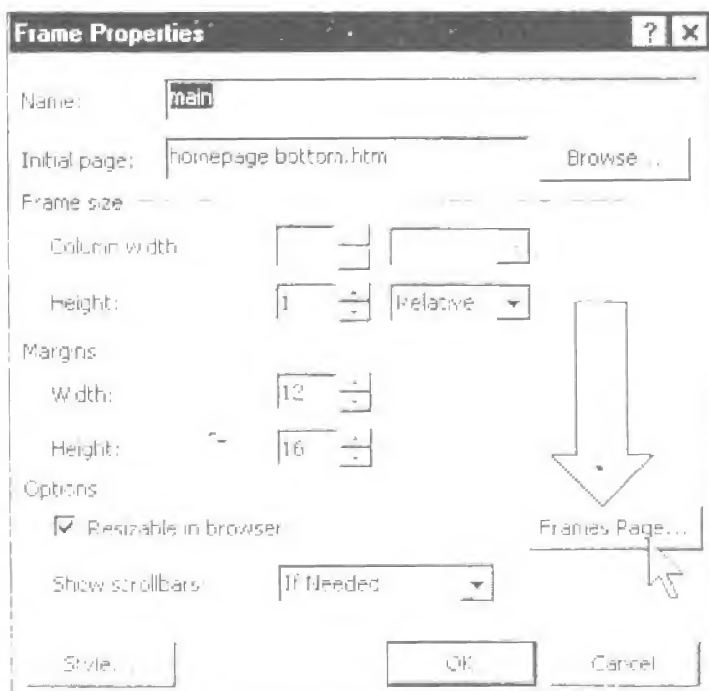 Frame Properties ? ×
Name: main
Initial page: homepage bottom.htm Browse...
Frame size
Column width
Height: 1 Relative
Margins
Width: 12
Height: 16
Options
Resizable in browser Frames Page...
Show scrollbars: If Needed
Style... OK Cancel